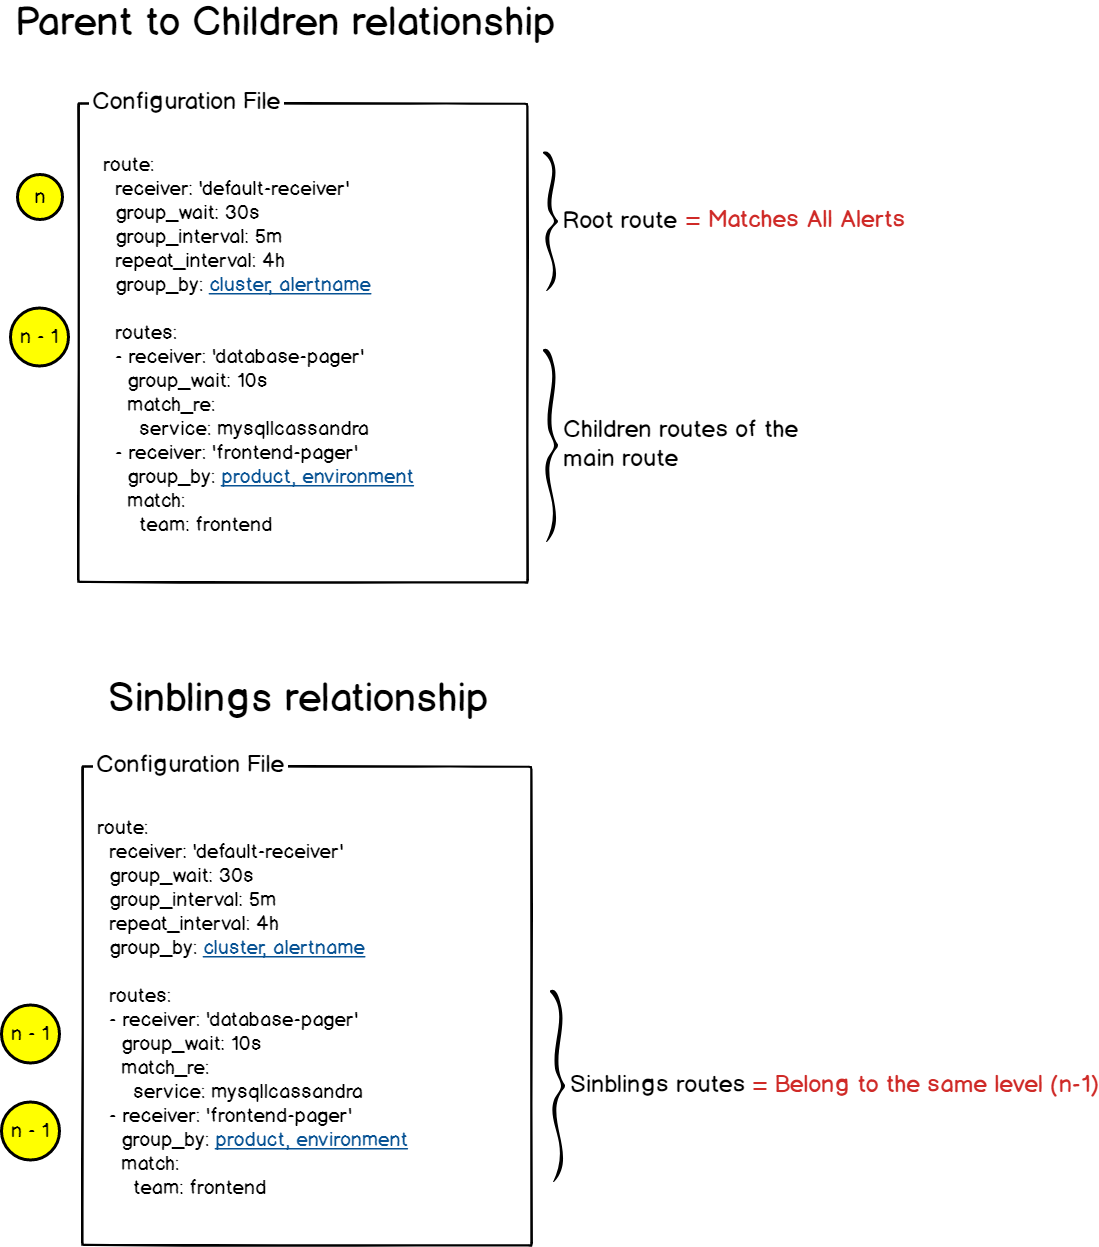 Parent to Children relationship
Configuration File
route:
receiver: 'default-receiver'
n
group_wait: 30s
Root route = Matches All Alerts
group_interval: 5m
repeat_interval: 4h
group_by: cluster, alertname
routes:
n - 1
- receiver: 'database-pager'
group_wait: 10s
match_re:
service: mysqllcassandra
Children routes of the
main route
- receiver: 'frontend-pager'
group_by: product, environment
match:
team: frontend
Sinblings relationship
Configuration File
route:
receiver: 'default-receiver'
group_wait: 30s
group_interval: 5m
repeat_interval: 4h
group_by: cluster, alertname
routes:
- receiver: 'database-pager'
n - 1
group_wait: 10s
match_re:
service: mysqllcassandra
Sinblings routes = Belong to the same level (n-1)
- receiver: 'frontend-pager'
n - 1
group_by: product, environment
match:
team: frontend